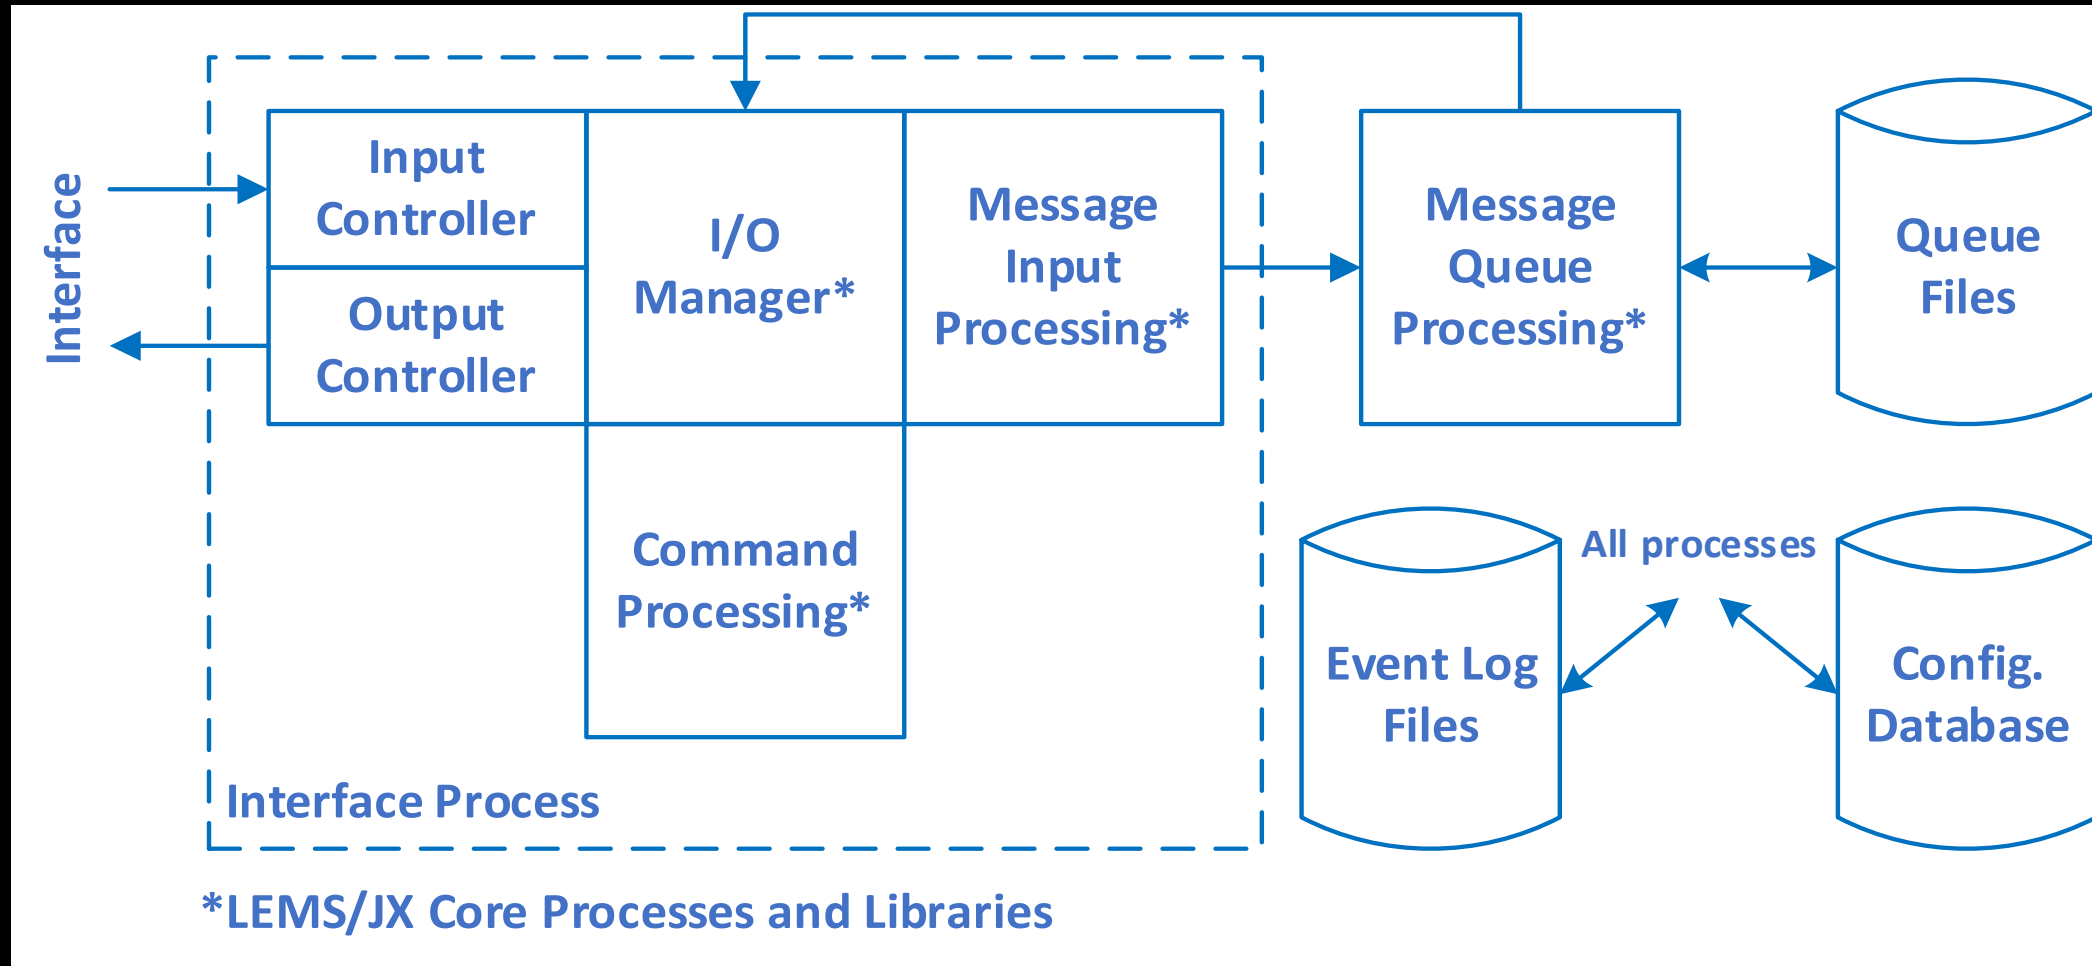 Interface
Input
Controller
Output
Controller
I/O
Manager*
Message
Input
Processing*
Message
Queue
Processing*
Queue
Files
Command
Processing*
All processes
Event Log
Files
Config.
Database
Interface Process
*LEMS/JX Core Processes and Libraries